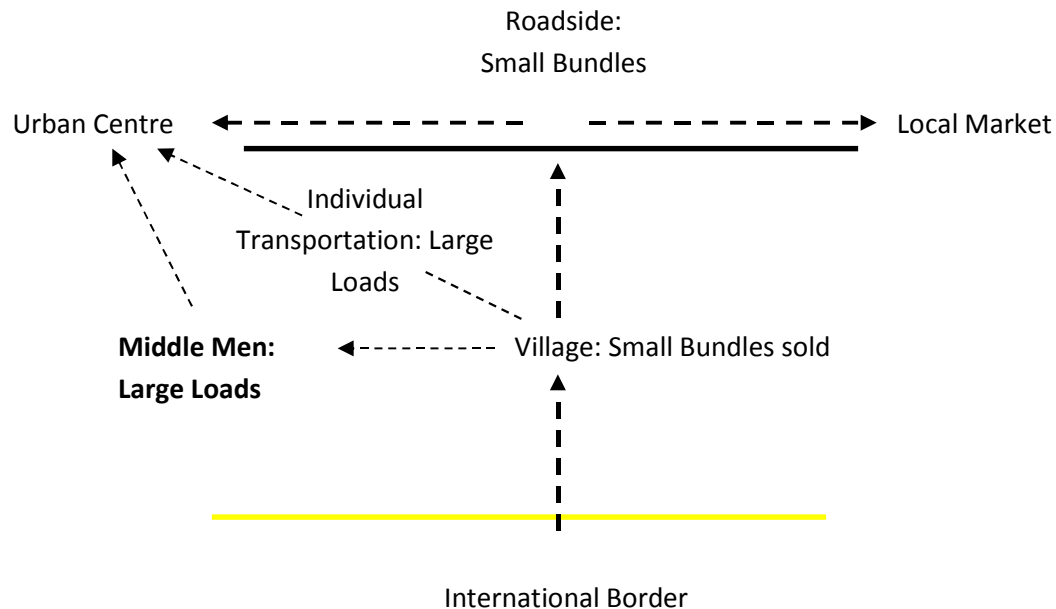 Roadside:
Small Bundles
Urban Centre
Local Market
Individual
Transportation: Large
Loads
Middle Men:
Large Loads
Village: Small Bundles sold
International Border